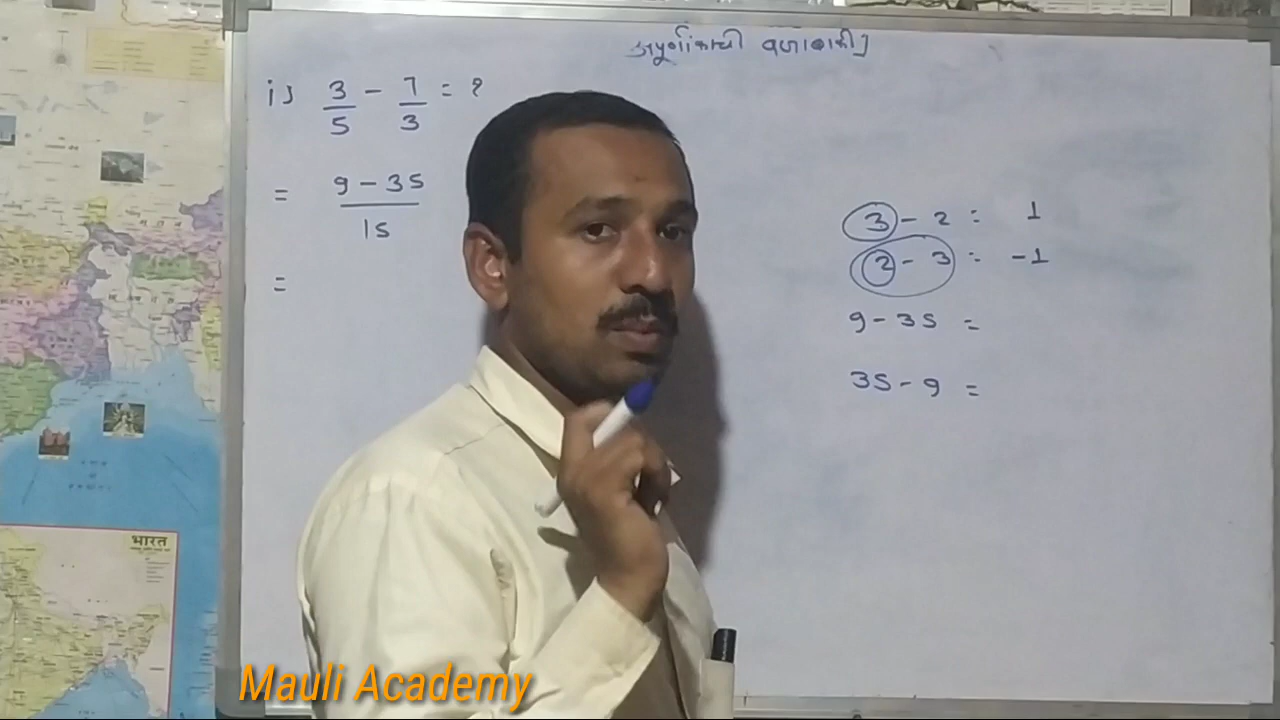 अपूर्णांकाची वजाबाकी]
i] 3/5 - 7/3 = ?
= 9 - 35 / 15
=
3 - 2 = 1
2 - 3 = -1
9 - 35 =
35 - 9 =
भारत
Mauli Academy